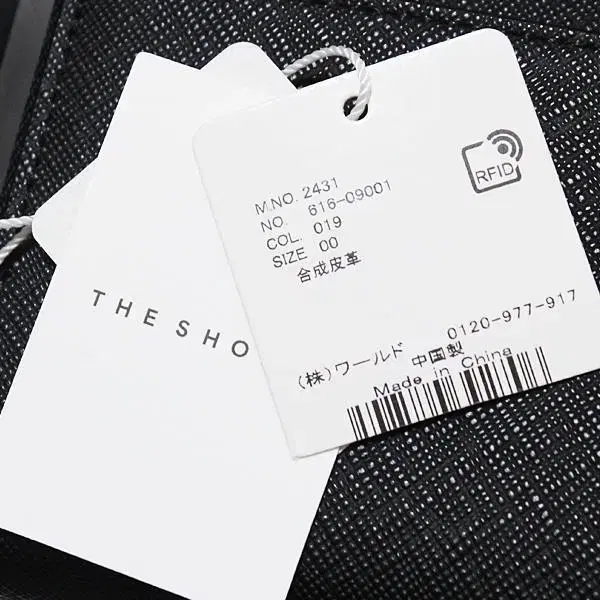 THE SHO
RFID
M.NO. 2431
NO. 616-09001
COL. 019
SIZE 00
合成皮革
(株)ワールド 0120-977-917
中国製
Made in China